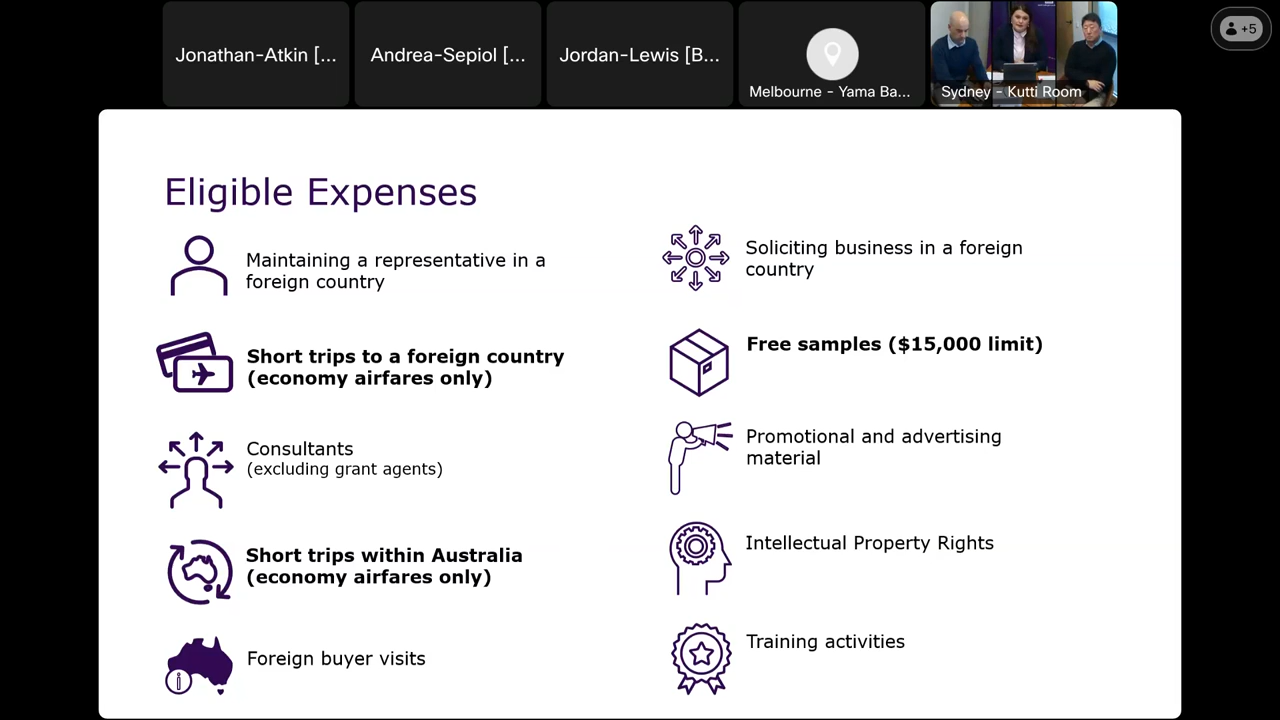 Jonathan-Atkin [...
Andrea-Sepiol [...
Jordan-Lewis [B...
Melbourne - Yama Ba...
Sydney - Kutti Room
+5
Eligible Expenses
Maintaining a representative in a
foreign country
Short trips to a foreign country
(economy airfares only)
Consultants
(excluding grant agents)
Short trips within Australia
(economy airfares only)
Foreign buyer visits
Soliciting business in a foreign
country
Free samples ($15,000 limit)
Promotional and advertising
material
Intellectual Property Rights
Training activities